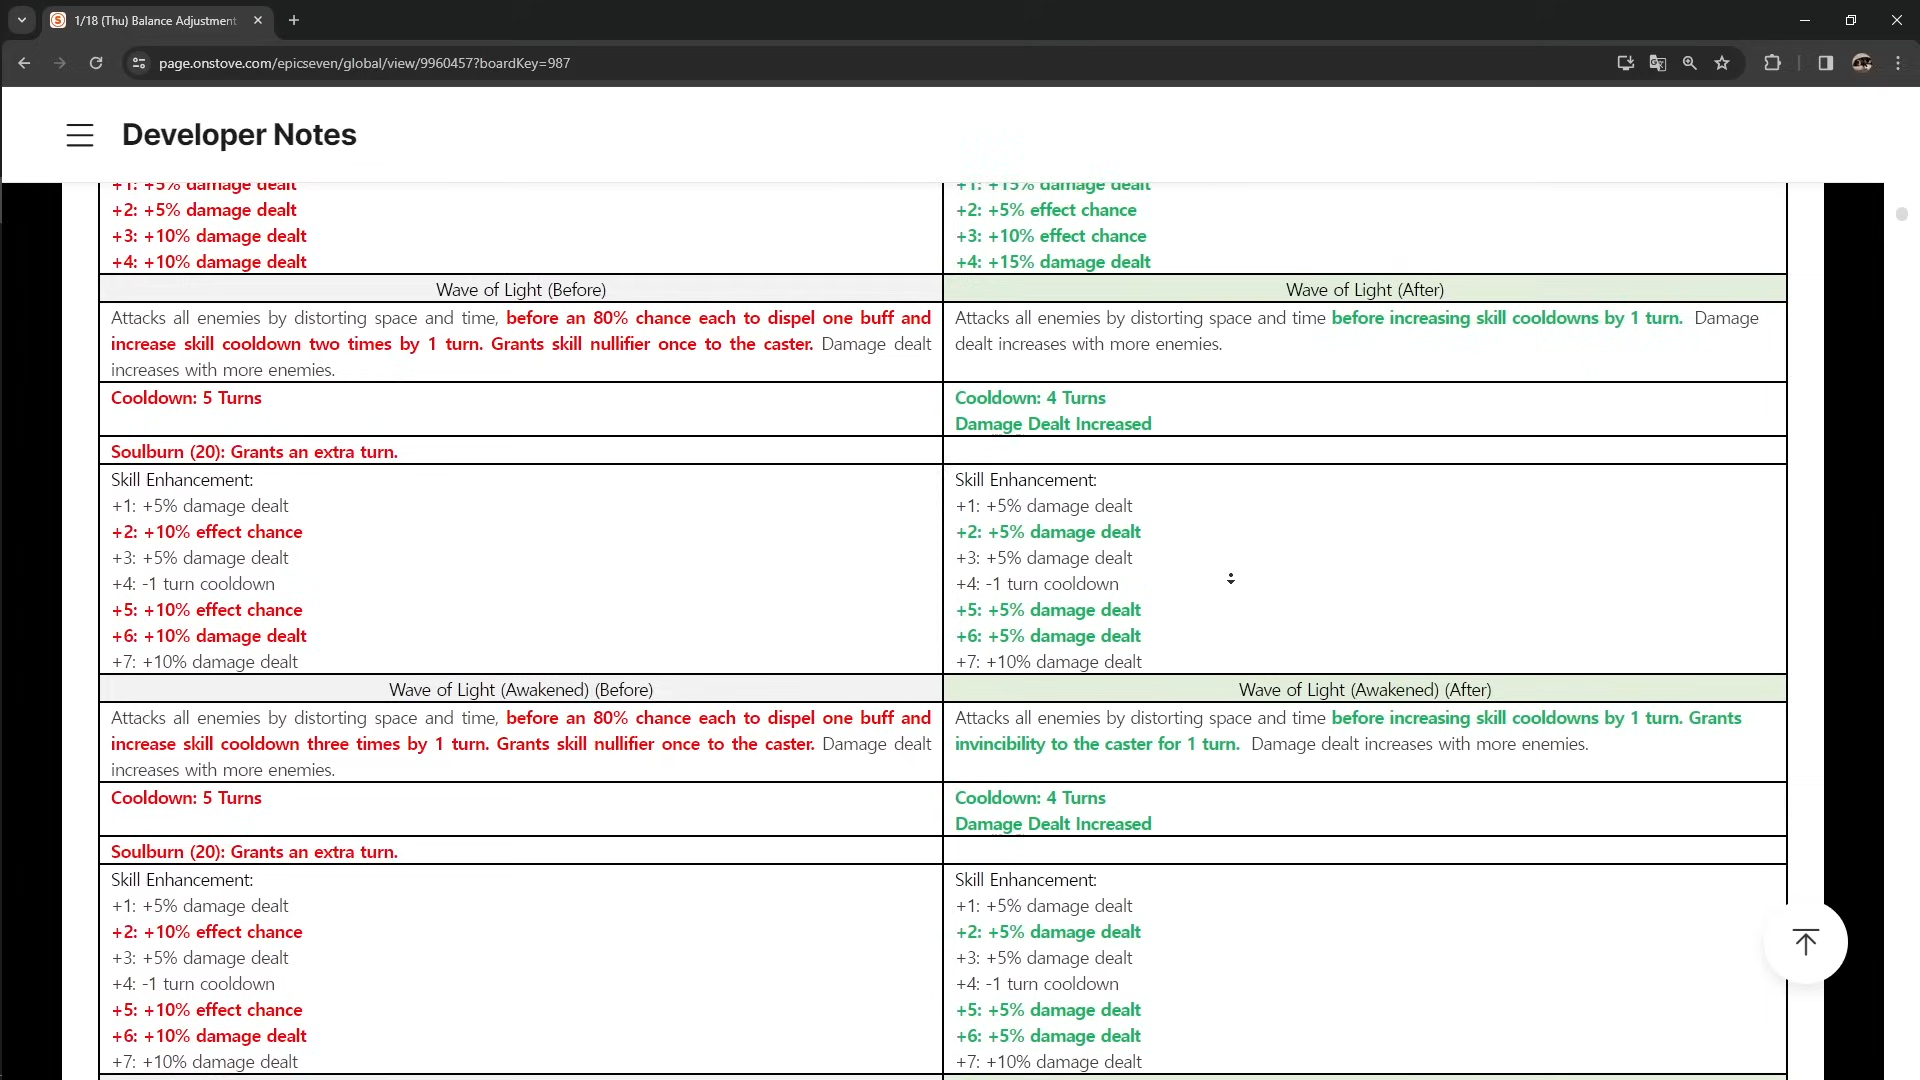 1/18 (Thu) Balance Adjustment
page.onstove.com/epicseven/global/view/9960457?boardKey=987
Developer Notes
+1: +5% damage dealt
+2: +5% damage dealt
+3: +10% damage dealt
+4: +10% damage dealt
+1: +15% damage dealt
+2: +5% effect chance
+3: +10% effect chance
+4: +15% damage dealt
Wave of Light (Before)
Wave of Light (After)
Attacks all enemies by distorting space and time, before an 80% chance each to dispel one buff and
increase skill cooldown two times by 1 turn. Grants skill nullifier once to the caster. Damage dealt
increases with more enemies.
Attacks all enemies by distorting space and time before increasing skill cooldowns by 1 turn. Damage
dealt increases with more enemies.
Cooldown: 5 Turns
Cooldown: 4 Turns
Damage Dealt Increased
Soulburn (20): Grants an extra turn.
Skill Enhancement:
+1: +5% damage dealt
+2: +10% effect chance
+3: +5% damage dealt
+4: -1 turn cooldown
+5: +10% effect chance
+6: +10% damage dealt
+7: +10% damage dealt
Skill Enhancement:
+1: +5% damage dealt
+2: +5% damage dealt
+3: +5% damage dealt
+4: -1 turn cooldown
+5: +5% damage dealt
+6: +5% damage dealt
+7: +10% damage dealt
Wave of Light (Awakened) (Before)
Wave of Light (Awakened) (After)
Attacks all enemies by distorting space and time, before an 80% chance each to dispel one buff and
increase skill cooldown three times by 1 turn. Grants skill nullifier once to the caster. Damage dealt
increases with more enemies.
Attacks all enemies by distorting space and time before increasing skill cooldowns by 1 turn. Grants
invincibility to the caster for 1 turn. Damage dealt increases with more enemies.
Cooldown: 5 Turns
Cooldown: 4 Turns
Damage Dealt Increased
Soulburn (20): Grants an extra turn.
Skill Enhancement:
+1: +5% damage dealt
+2: +10% effect chance
+3: +5% damage dealt
+4: -1 turn cooldown
+5: +10% effect chance
+6: +10% damage dealt
+7: +10% damage dealt
Skill Enhancement:
+1: +5% damage dealt
+2: +5% damage dealt
+3: +5% damage dealt
+4: -1 turn cooldown
+5: +5% damage dealt
+6: +5% damage dealt
+7: +10% damage dealt